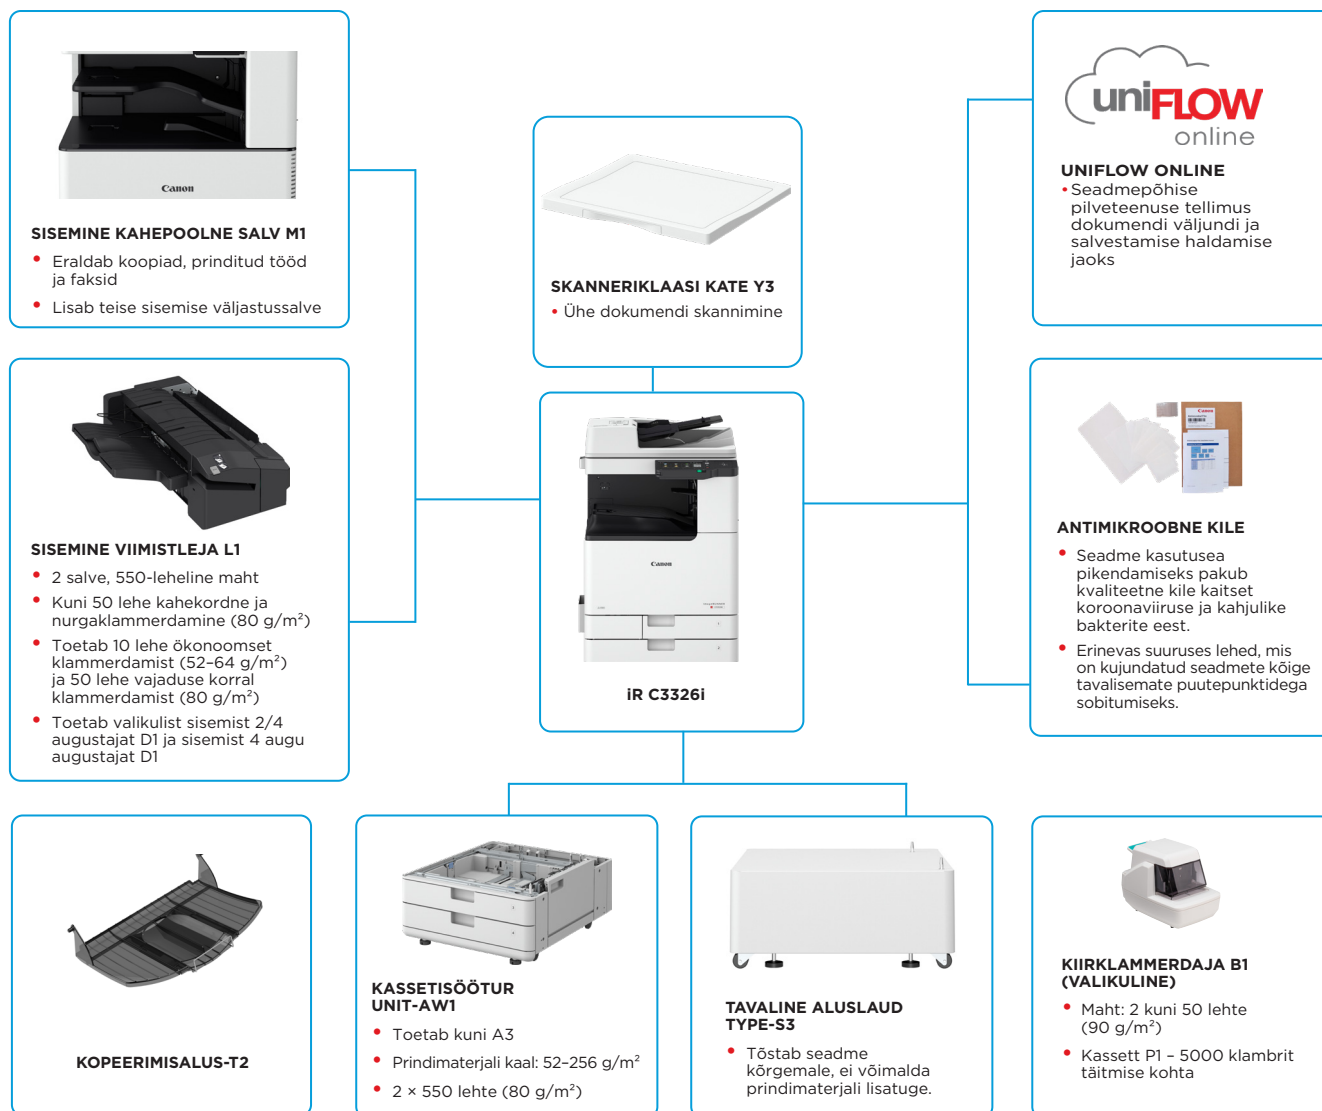 Canon
SISEMINE KAHEPOOLNE SALV M1
• Eraldab koopiad, prinditud tööd
ja faksid
• Lisab teise sisemise väljastussalve
SKANNERIKLAASI KATE Y3
• Ühe dokumendi skannimine
uniFLOW
online
UNIFLOW ONLINE
• Seadmepõhise
pilveteenuse tellimus
dokumendi väljundi ja
salvestamise haldamise
jaoks
SISEMINE VIIMISTLEJA L1
• 2 salve, 550-leheline maht
• Kuni 50 lehe kahekordne ja
nurgaklammerdamine (80 g/m²)
• Toetab 10 lehe ökonoomset
klammerdamist (52–64 g/m²)
ja 50 lehe vajaduse korral
klammerdamist (80 g/m²)
• Toetab valikulist sisemist 2/4
augustajat D1 ja sisemist 4 augu
augustajat D1
Canon
iR C3326i
Canon
ANTIMIKROOBNE KILE
• Seadme kasutusea
pikendamiseks pakub
kvaliteetne kile kaitset
koroonaviiruse ja kahjulike
bakterite eest.
• Erinevas suuruses lehed, mis
on kujundatud seadmete kõige
tavalisemate puutepunktidega
sobitumiseks.
KOPEERIMISALUS-T2
KASSETISÖÖTUR
UNIT-AW1
• Toetab kuni A3
• Prindimaterjali kaal: 52–256 g/m²
• 2 × 550 lehte (80 g/m²)
TAVALINE ALUSLAUD
TYPE-S3
• Tõstab seadme
kõrgemale, ei võimalda
prindimaterjali lisatuge.
KIIRKLAMMERDAJA B1
(VALIKULINE)
• Maht: 2 kuni 50 lehte
(90 g/m²)
• Kassett P1 – 5000 klambrit
täitmise kohta